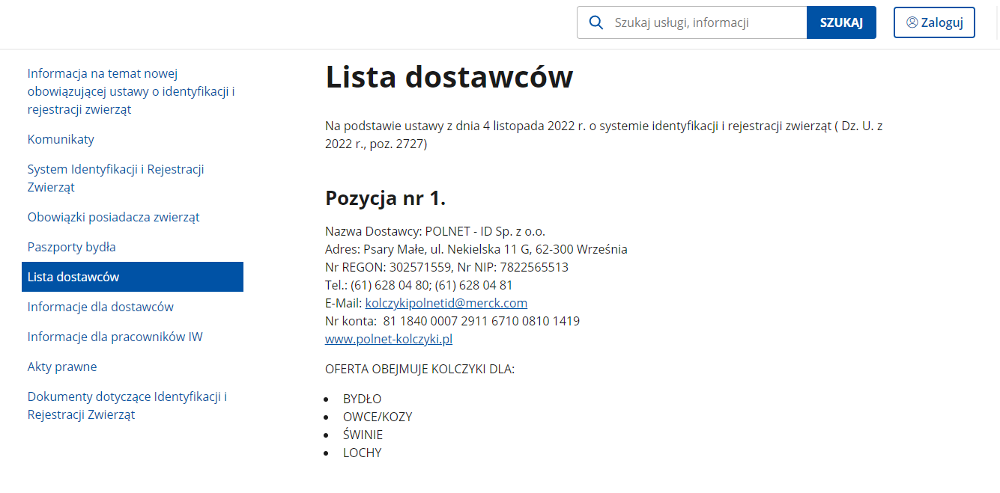 Szukaj usługi, informacji
SZUKAJ
Zaloguj
Informacja na temat nowej
obowiązującej ustawy o identyfikacji i
rejestracji zwierząt
Komunikaty
System Identyfikacji i Rejestracji
Zwierząt
Obowiązki posiadacza zwierząt
Paszporty bydła
Lista dostawców
Informacje dla dostawców
Informacje dla pracowników IW
Akty prawne
Dokumenty dotyczące Identyfikacji i
Rejestracji Zwierząt
Lista dostawców
Na podstawie ustawy z dnia 4 listopada 2022 r. o systemie identyfikacji i rejestracji zwierząt ( Dz. U. z
2022 r., poz. 2727)
Pozycja nr 1.
Nazwa Dostawcy: POLNET - ID Sp. z o.o.
Adres: Psary Małe, ul. Nekielska 11 G, 62-300 Września
Nr REGON: 302571559, Nr NIP: 7822565513
Tel.: (61) 628 04 80; (61) 628 04 81
E-Mail: kolczykipolnetid@merck.com
Nr konta:  81 1840 0007 2911 6710 0810 1419
www.polnet-kolczyki.pl
OFERTA OBEJMUJE KOLCZYKI DLA:
• BYDŁO
• OWCE/KOZY
• ŚWINIE
• LOCHY